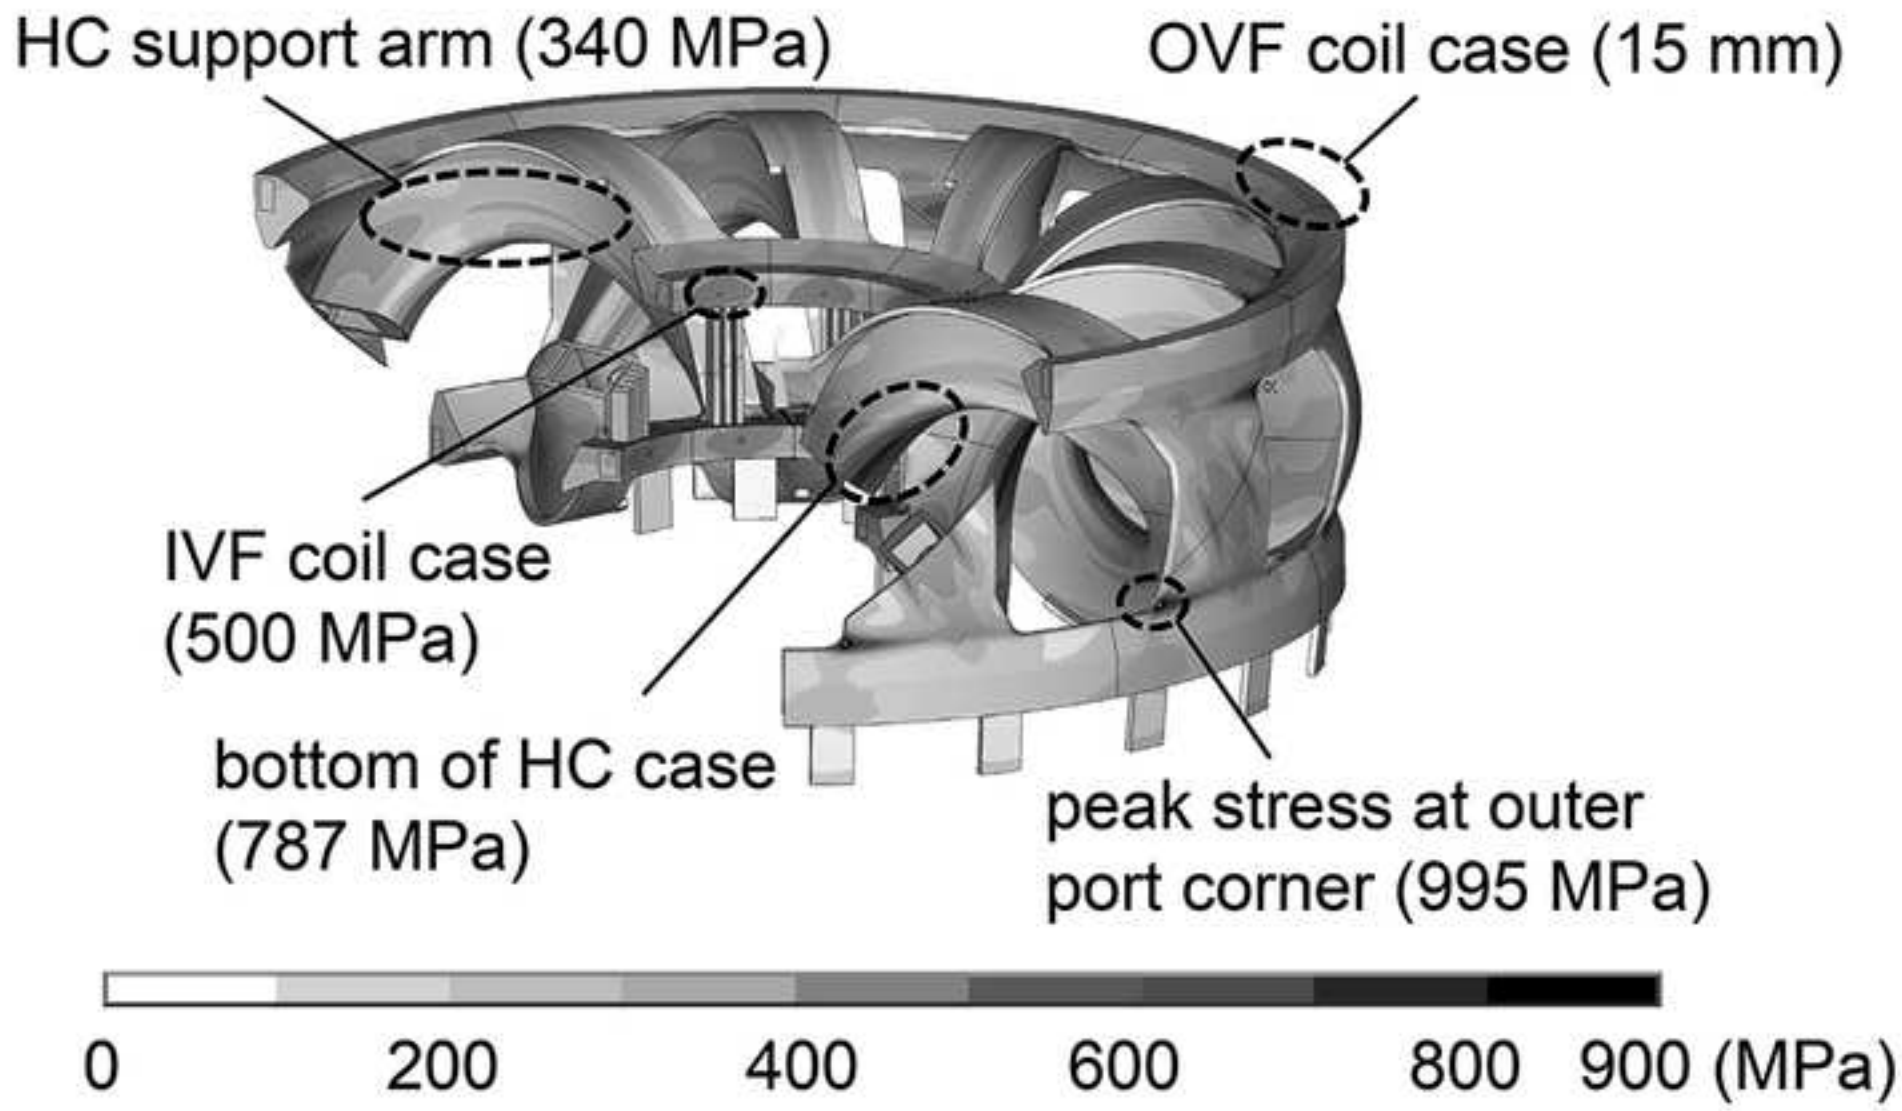 HC support arm (340 MPa)
OVF coil case (15 mm)
IVF coil case
(500 MPa)
bottom of HC case
(787 MPa)
peak stress at outer
port corner (995 MPa)
0 200 400 600 800 900 (MPa)